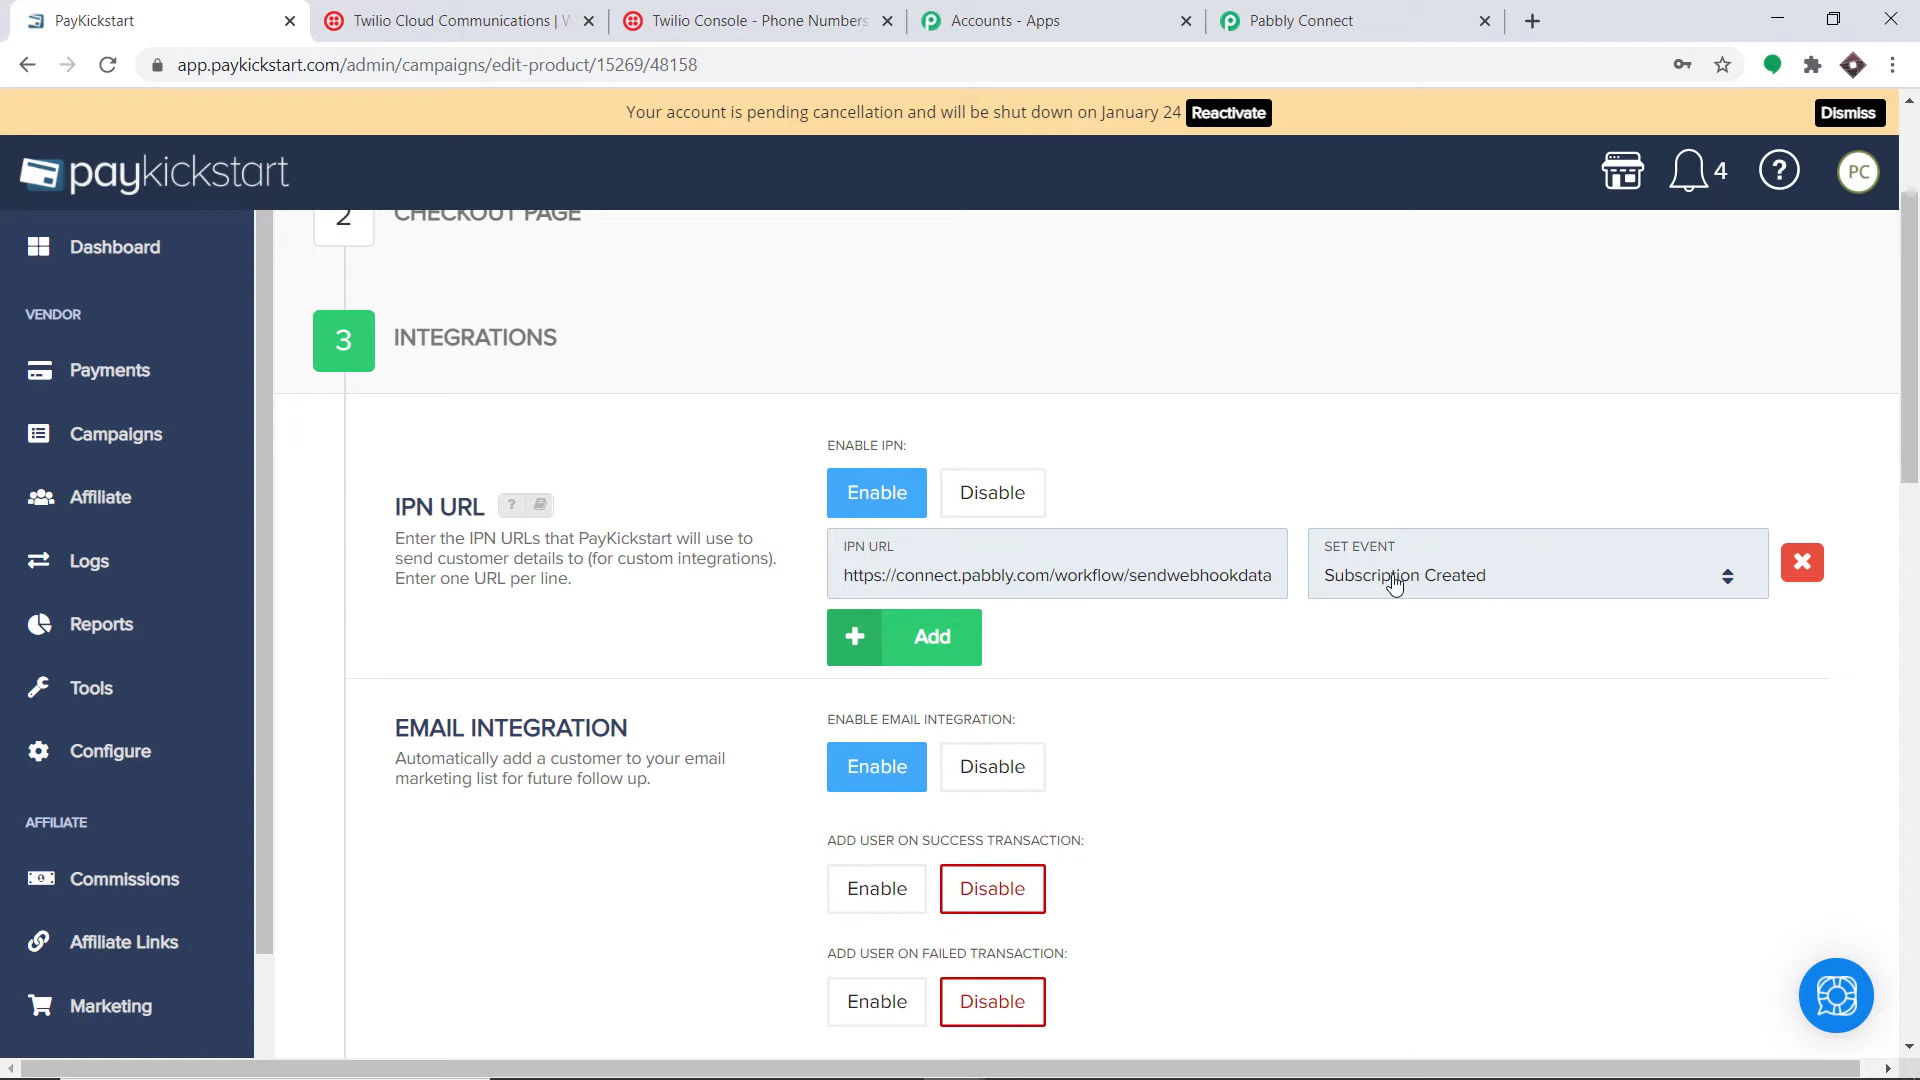 PayKickstart
Twilio Cloud Communications | W
Twilio Console - Phone Numbers
Accounts - Apps
Pabbly Connect
app.paykickstart.com/admin/campaigns/edit-product/15269/48158
Your account is pending cancellation and will be shut down on January 24 Reactivate
Dismiss
paykickstart
4
?
PC
Dashboard
VENDOR
Payments
Campaigns
Affiliate
Logs
Reports
Tools
Configure
AFFILIATE
Commissions
Affiliate Links
Marketing
2 CHECKOUT PAGE
3 INTEGRATIONS
IPN URL ?
Enter the IPN URLs that PayKickstart will use to
send customer details to (for custom integrations).
Enter one URL per line.
ENABLE IPN:
Enable Disable
IPN URL
https://connect.pabbly.com/workflow/sendwebhookdata
SET EVENT
Subscription Created
+ Add
EMAIL INTEGRATION
Automatically add a customer to your email
marketing list for future follow up.
ENABLE EMAIL INTEGRATION:
Enable Disable
ADD USER ON SUCCESS TRANSACTION:
Enable Disable
ADD USER ON FAILED TRANSACTION:
Enable Disable